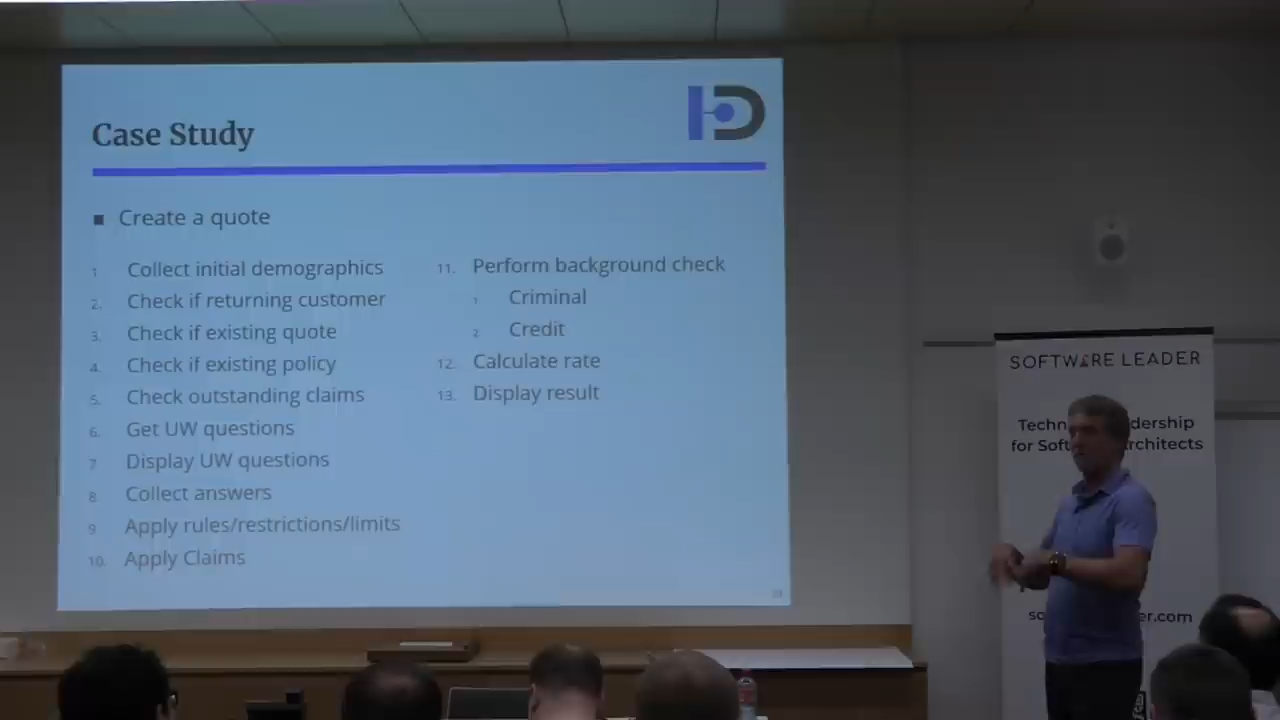 Case Study
Create a quote
1. Collect initial demographics
2. Check if returning customer
3. Check if existing quote
4. Check if existing policy
5. Check outstanding claims
6. Get UW questions
7 Display UW questions
8. Collect answers
9 Apply rules/restrictions/limits
10. Apply Claims
11. Perform background check
1 Criminal
2 Credit
12. Calculate rate
13. Display result
SOFTWARE LEADER
for Architects